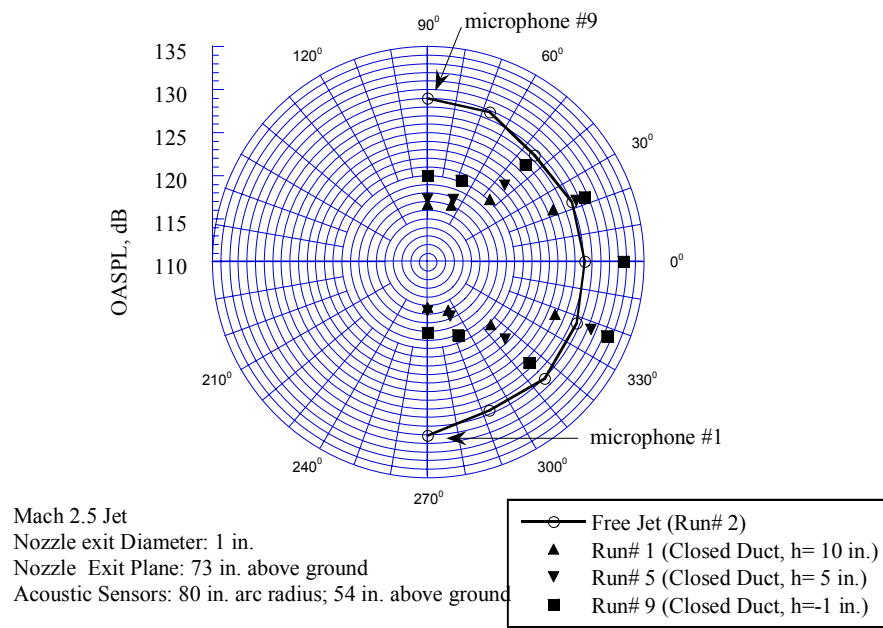 90⁰
microphone #9
135
120⁰
60⁰
130
125
30⁰
120
115
110
0⁰
OASPL, dB
210⁰
330⁰
microphone #1
240⁰
300⁰
270⁰
Mach 2.5 Jet
Nozzle exit Diameter: 1 in.
Nozzle Exit Plane: 73 in. above ground
Acoustic Sensors: 80 in. arc radius; 54 in. above ground
Free Jet (Run# 2)
Run# 1 (Closed Duct, h= 10 in.)
Run# 5 (Closed Duct, h= 5 in.)
Run# 9 (Closed Duct, h=-1 in.)